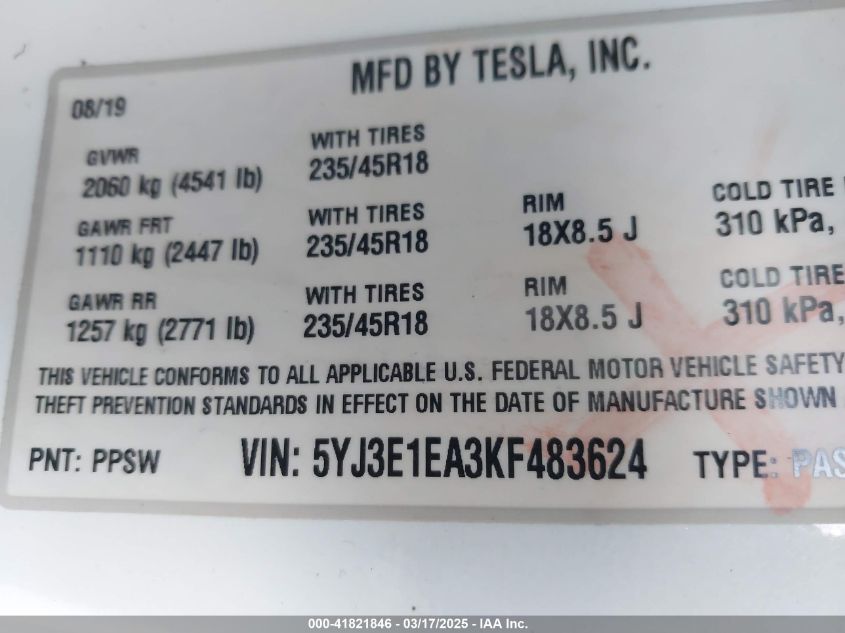 MFD BY TESLA, INC.
08/19
GVWR
2060 kg (4541 lb)
WITH TIRES
235/45R18
GAWR FRT
1110 kg (2447 lb)
WITH TIRES
235/45R18
RIM
18X8.5 J
COLD TIRE
310 kPa,
GAWR RR
1257 kg (2771 lb)
WITH TIRES
235/45R18
RIM
18X8.5 J
COLD TIRE
310 kPa,
THIS VEHICLE CONFORMS TO ALL APPLICABLE U.S. FEDERAL MOTOR VEHICLE SAFETY
THEFT PREVENTION STANDARDS IN EFFECT ON THE DATE OF MANUFACTURE SHOWN
PNT: PPSW VIN: 5YJ3E1EA3KF483624 TYPE: PAS
000-41821846 - 03/17/2025 - IAA Inc.